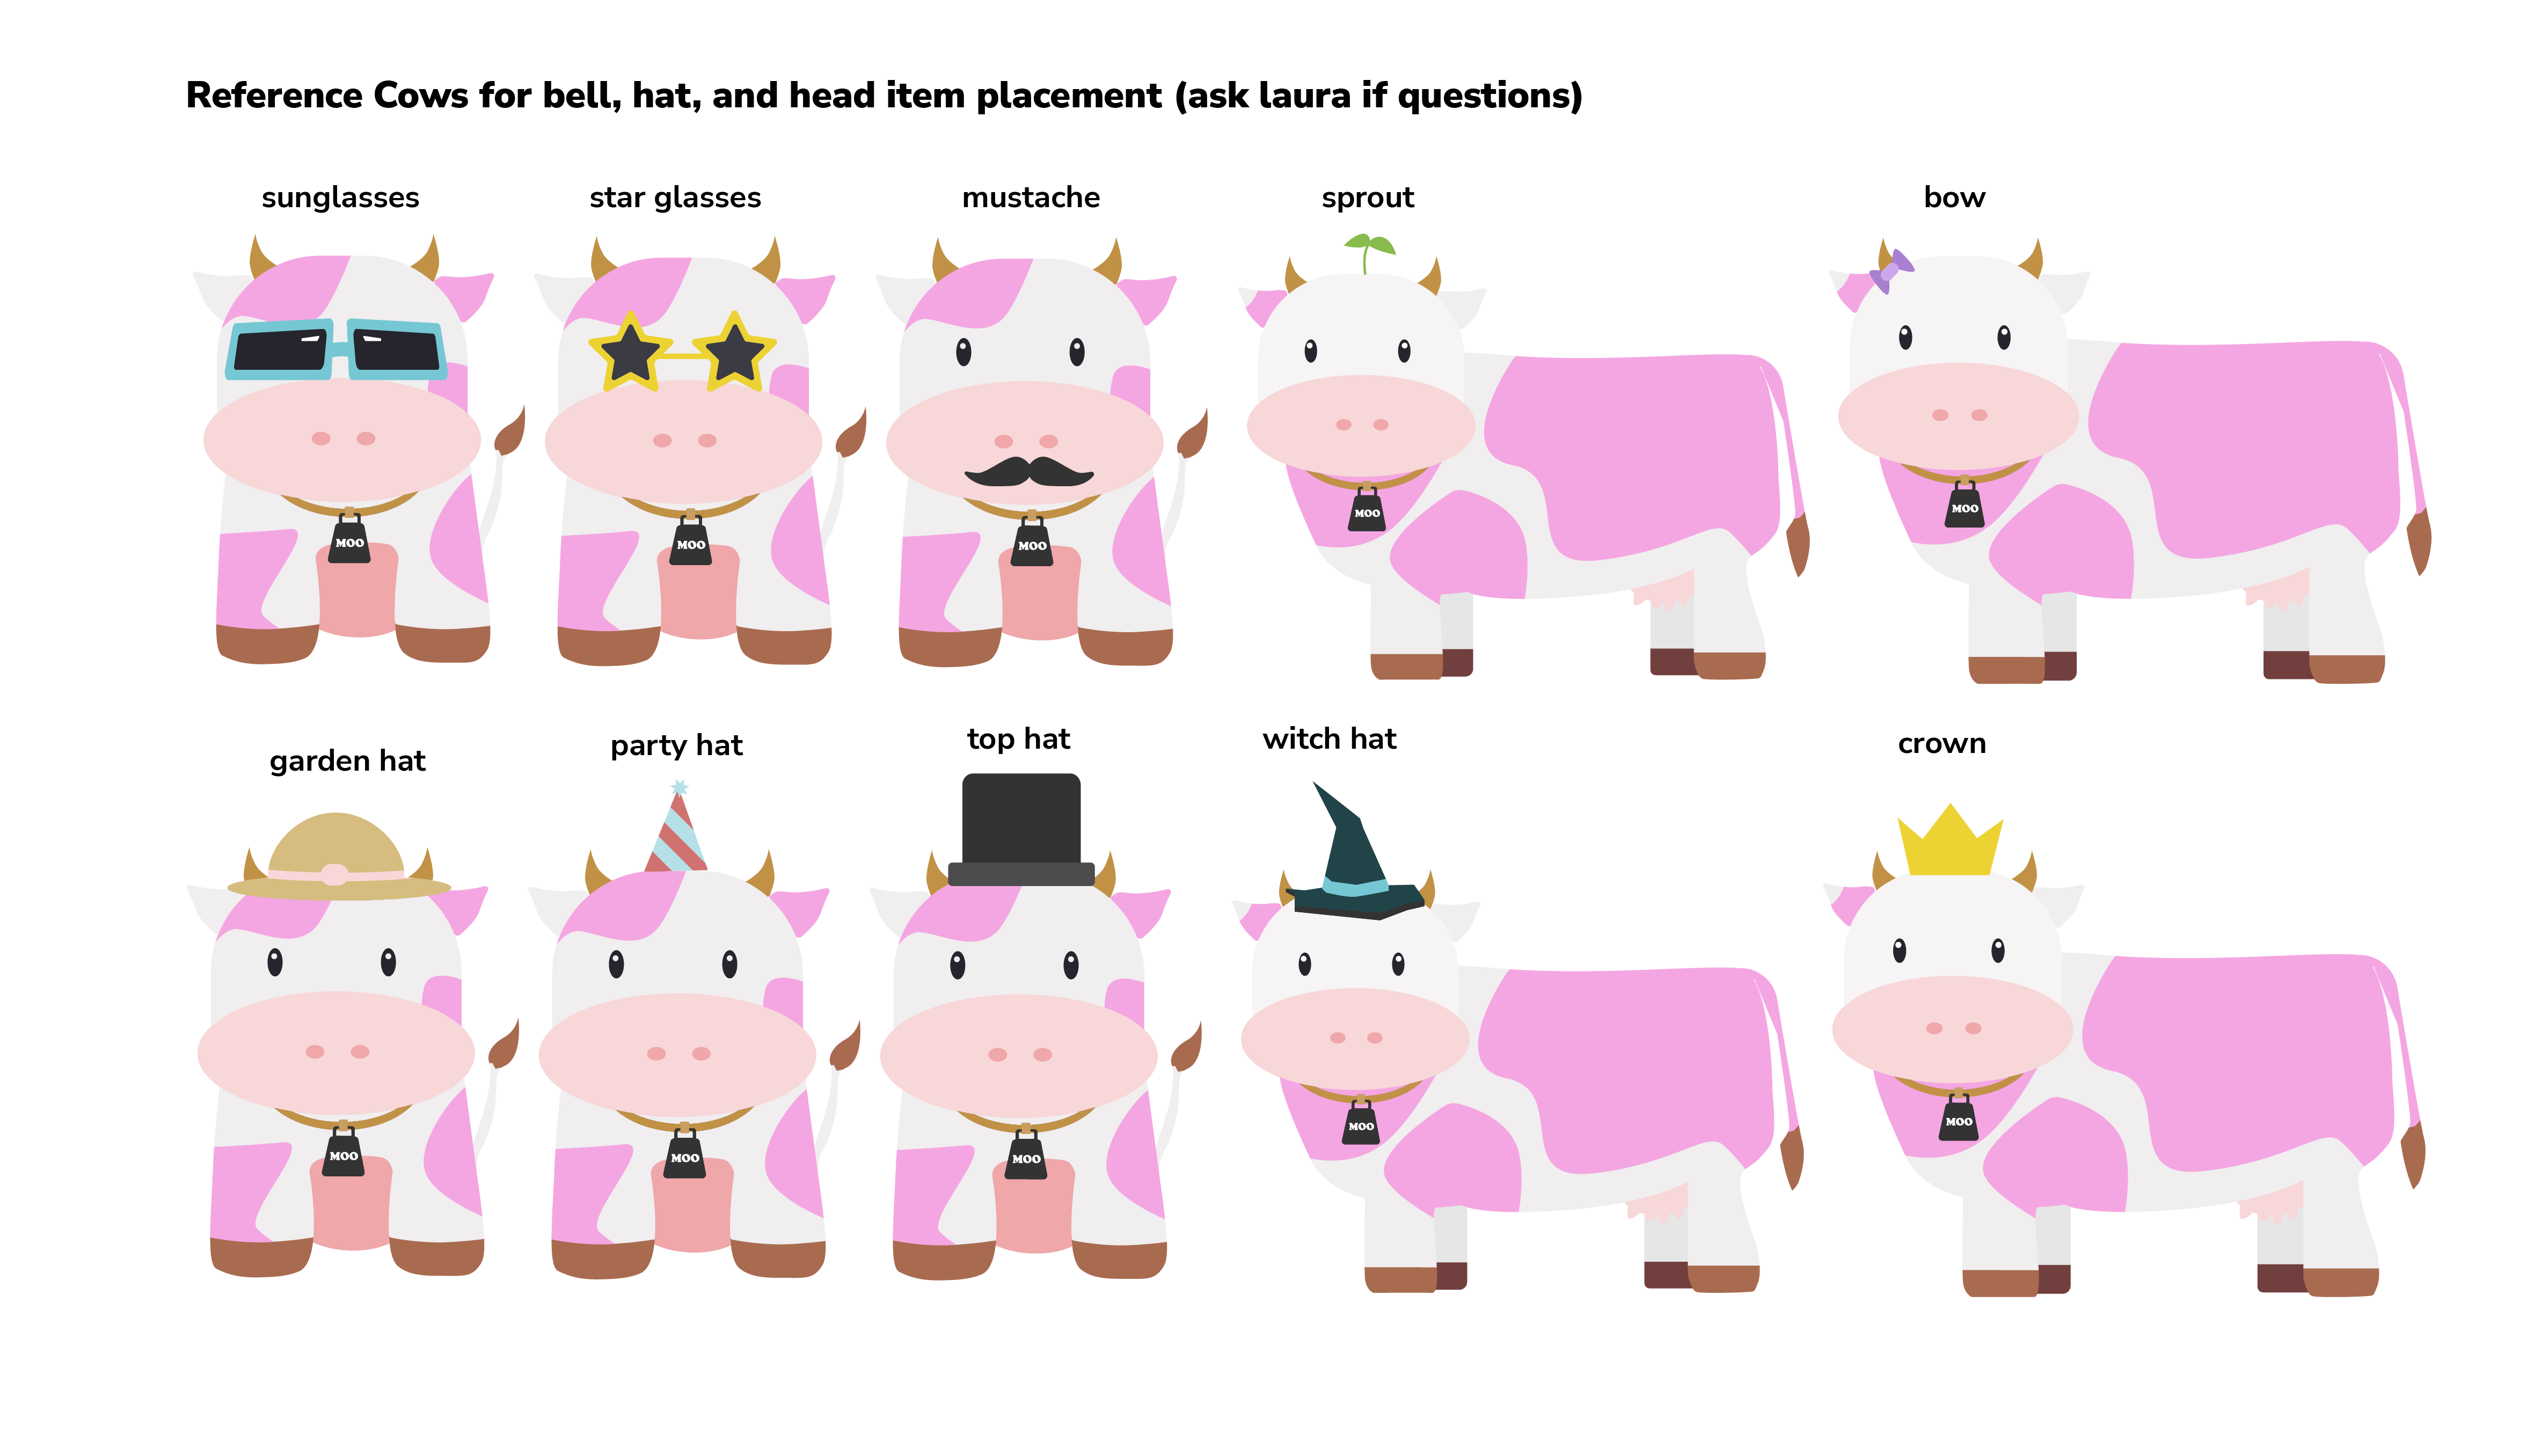 Reference Cows for bell, hat, and head item placement (ask laura if questions)
sunglasses
star glasses
mustache
sprout
bow
MOO
MOO
MOO
MOO
MOO
garden hat
party hat
top hat
witch hat
crown
MOO
MOO
MOO
MOO
MOO